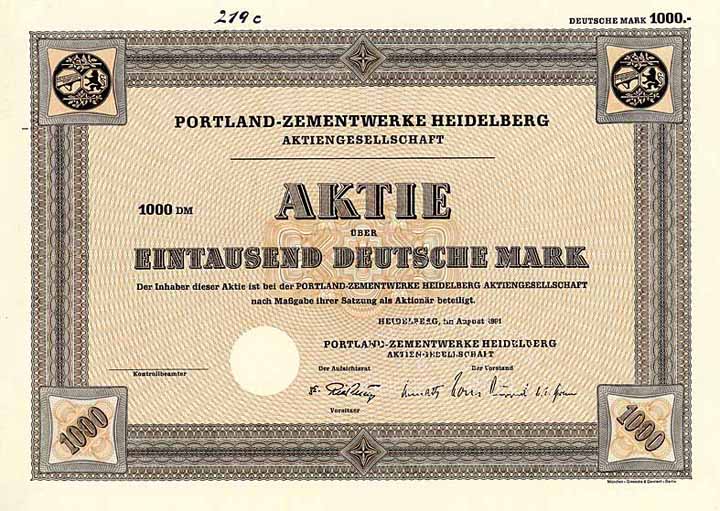 219 c
DEUTSCHE MARK 1000.-
PORTLAND-ZEMENTWERKE HEIDELBERG
AKTIENGESELLSCHAFT
1000 DM
AKTIE
ÜBER
EINTAUSEND DEUTSCHE MARK
Der Inhaber dieser Aktie ist bei der PORTLAND-ZEMENTWERKE HEIDELBERG AKTIENGESELLSCHAFT
nach Maßgabe ihrer Satzung als Aktionär beteiligt.
HEIDELBERG, im August
PORTLAND-ZEMENTWERKE HEIDELBERG
AKTIENGESELLSCHAFT
Der Aufsichtsrat Der Vorstand
Kontrollbeamter
Vorsitzer
1000
1000